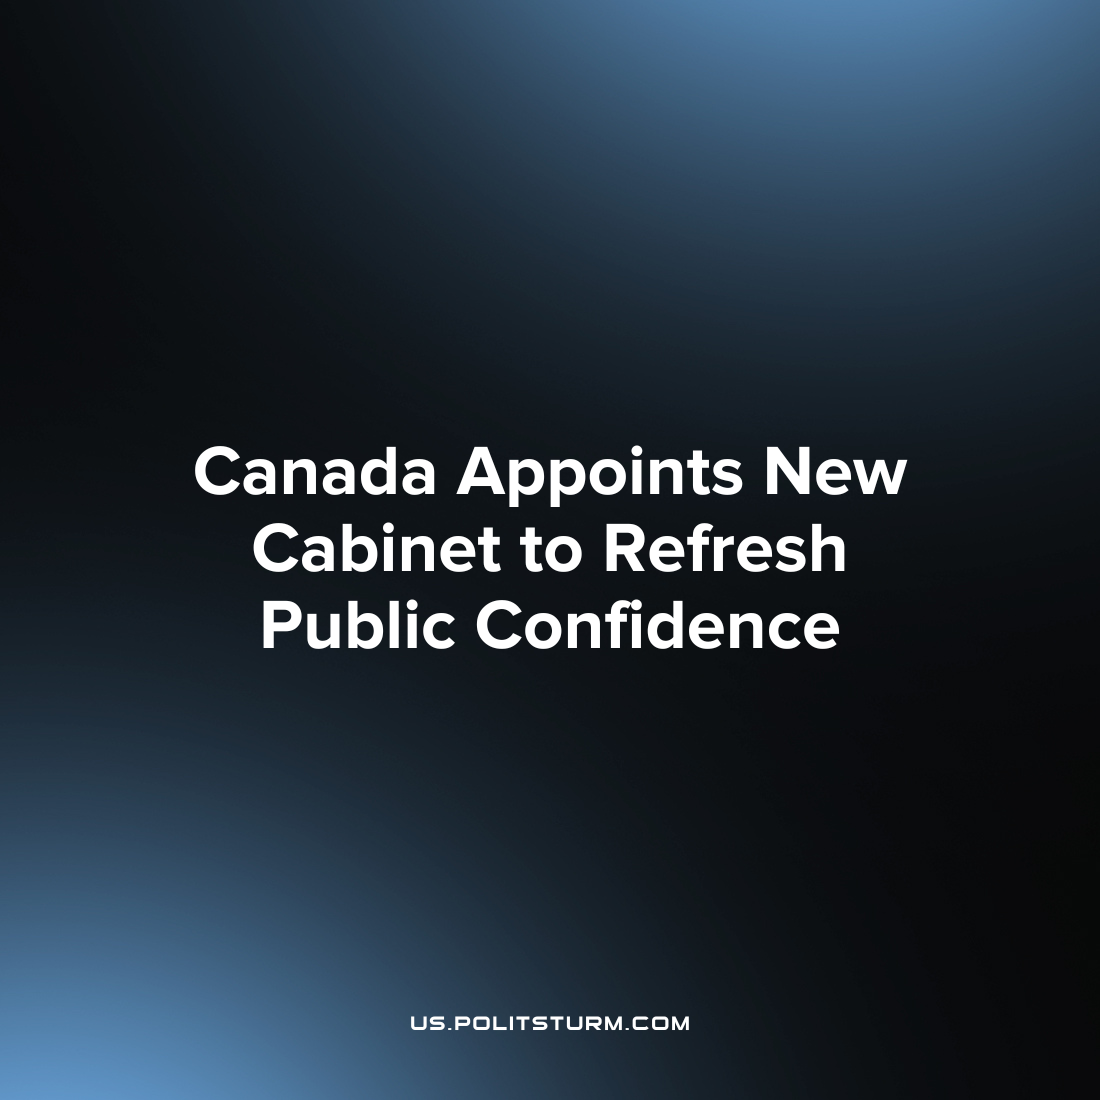 Canada Appoints New
Cabinet to Refresh
Public Confidence
US.POLITSTURM.COM